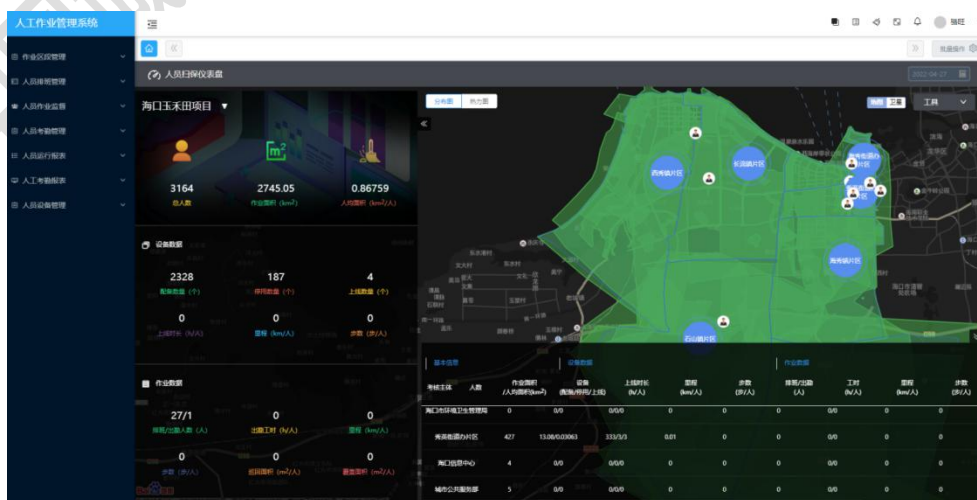 人工作业管理系统
骆旺
作业区段管理
人员排班管理
人员作业监督
人员考勤管理
人员运行报表
人工考勤报表
人员设备管理
批量操作
人员扫保仪表盘
2022-04-27
海口玉禾田项目 ▼
3164
总人数
2745.05
作业面积 (km²)
0.86759
人均面积 (km²/人)
设备数据
2328
配备数量 (个)
187
停用数量 (个)
4
上线数量 (个)
0
上线时长 (h/人)
0
里程 (km/人)
0
步数 (步/人)
作业数据
27/1
排班/出勤人数 (人)
0
出勤工时 (h/人)
0
里程 (km/人)
0
步数 (步/人)
0
巡回面积 (m²/人)
0
覆盖面积 (m²/人)
分布图
热力图
地图
卫星
工具
西秀镇片区
长流镇片区
海秀镇片区
石山镇片区
基本信息
设备数据
作业数据
考核主体 人数 作业面积/人均面积(km²) 设备(配备/停用/上线) 上线时长(h/人) 里程(km/人) 步数(步/人) 排班/出勤(人) 工时(h/人) 里程(km/人) 步数(步/人)
海口市环境卫生管理局 0 0/0 0/0/0 0 0 0 0/0 0 0 0
秀英街道办片区 427 13.08/0.03063 333/3/3 0.01 0 0 0/0 0 0 0
海口信息中心 4 0/0 0/0/0 0 0 0 0/0 0 0 0
城市公共服务部 5 0/0 0/0/0 0 0 0 0/0 0 0 0